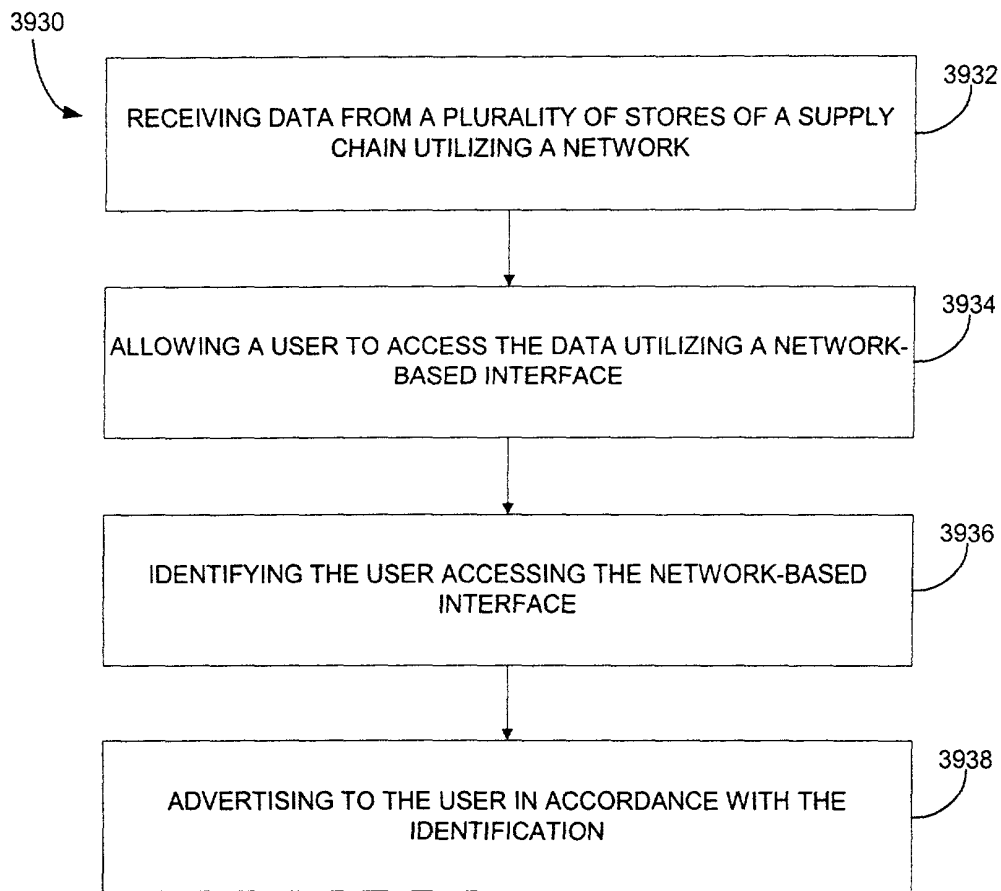 3930
3932
RECEIVING DATA FROM A PLURALITY OF STORES OF A SUPPLY
CHAIN UTILIZING A NETWORK
3934
ALLOWING A USER TO ACCESS THE DATA UTILIZING A NETWORK-
BASED INTERFACE
3936
IDENTIFYING THE USER ACCESSING THE NETWORK-BASED
INTERFACE
3938
ADVERTISING TO THE USER IN ACCORDANCE WITH THE
IDENTIFICATION